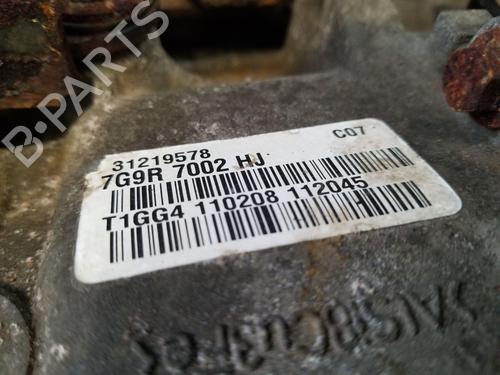 B-PARTS
31219578
C07
7G9R 7002 HJ
T1GG4 110208 112045